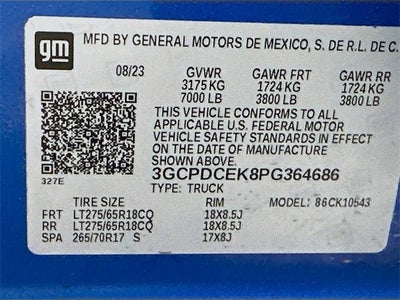 gm
MFD BY GENERAL MOTORS DE MEXICO, S. DE R.L. DE C.
08/23 GVWR GAWR FRT GAWR RR
3175 KG 1724 KG 1724 KG
7000 LB 3800 LB 3800 LB
THIS VEHICLE CONFORMS TO ALL
APPLICABLE U.S. FEDERAL MOTOR
VEHICLE SAFETY STANDARDS IN EFFECT
ON THE DATE OF MANUFACTURE SHOWN ABOVE.
327E
3GCPDCEK8PG364686
TYPE: TRUCK
TIRE SIZE RIM MODEL: 86CK10543
FRT LT275/65R18CQ 18X8.5J
RR LT275/65R18CQ 18X8.5J
SPA 265/70R17 S 17X8J